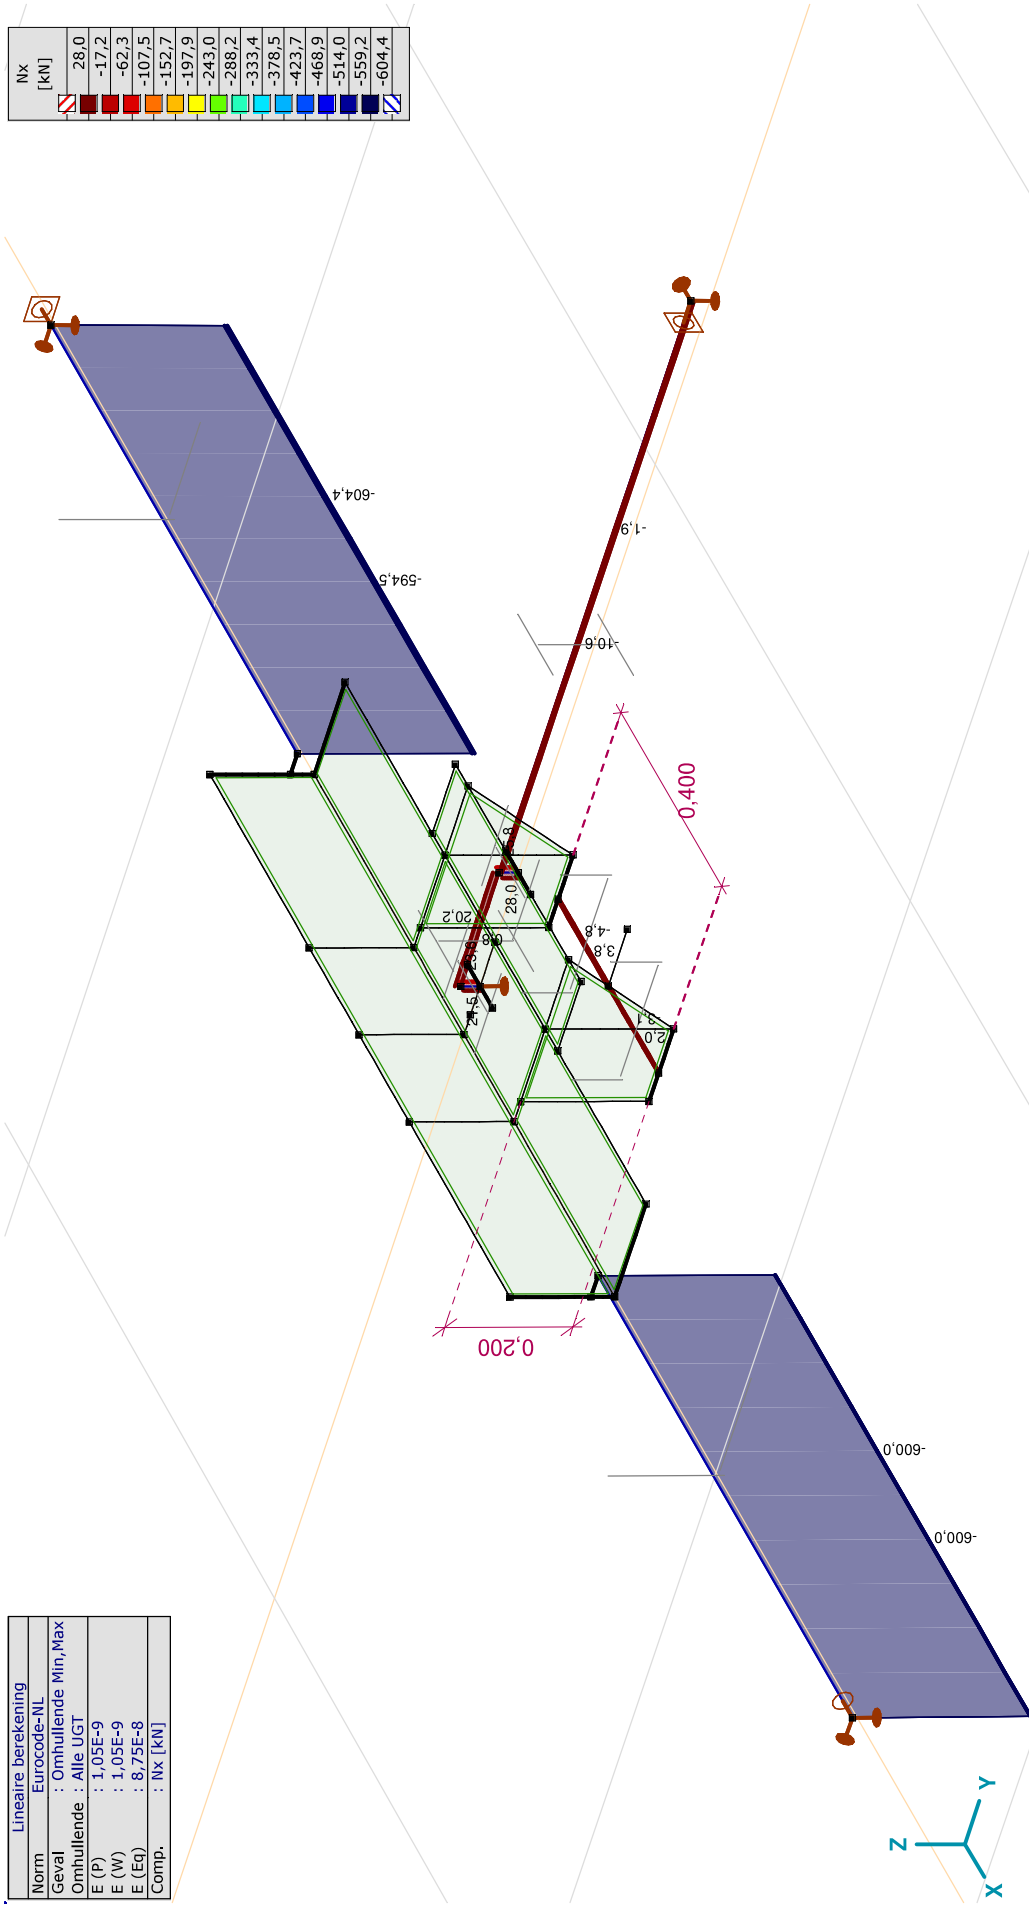 Nx
[kN]
28,0
-17,2
-62,3
-107,5
-152,7
-197,9
-243,0
-288,2
-333,4
-378,5
-423,7
-468,9
-514,0
-559,2
-604,4
-604,4
-594,5
-1,9
-10,6
0,400
28,0
20,2
-4,8
3,8
27,5
2,0
0,200
-600,0
-600,0
Lineaire berekening
Norm Eurocode-NL
Geval : Omhullende Min,Max
Omhullende : Alle UGT
E (P) : 1,05E-9
E (W) : 1,05E-9
E (Eq) : 8,75E-8
Comp. : Nx [kN]
Z
Y
X